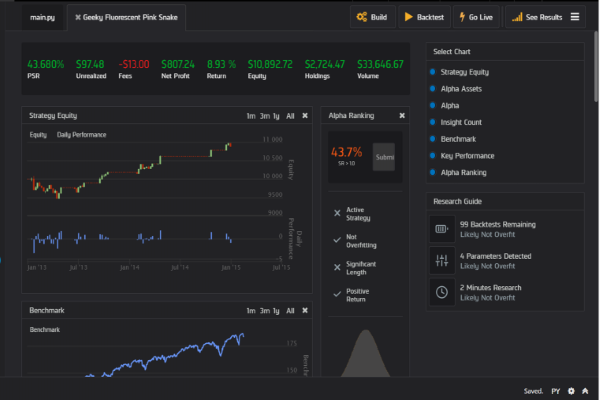 main.py
✖ Geeky Fluorescent Pink Snake
Build
Backtest
Go Live
See Results
43.680% $97.48 -$13.00 $807.24 8.93 % $10,892.72 $2,724.47 $33,646.67
PSR Unrealized Fees Net Profit Return Equity Holdings Volume
Strategy Equity
1m 3m 1y All ✖
Equity Daily Performance
11 000
10 500
10 000
9500
9000
Equity
0
-5
Daily Performance
Jan '13 Jul '13 Jan '14 Jul '14 Jan '15 Jul '15
Benchmark
1m 3m 1y All ✖
Benchmark
175
150
Alpha Ranking ✖
43.7%
SR > 10
Submi
Active
Strategy
Not
Overfitting
Significant
Length
Positive
Return
Select Chart
Strategy Equity
Alpha Assets
Alpha
Insight Count
Benchmark
Key Performance
Alpha Ranking
Research Guide
99 Backtests Remaining
Likely Not Overfit
4 Parameters Detected
Likely Not Overfit
2 Minutes Research
Likely Not Overfit
Saved. PY